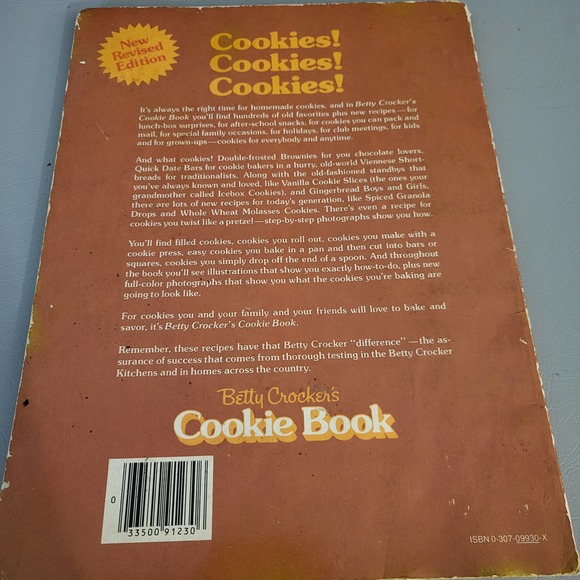 New
Revised
Edition
Cookies!
Cookies!
Cookies!
It's always the right time for homemade cookies, and in Betty Crocker's
Cookie Book you'll find hundreds of old favorites plus new recipes—for
lunch-box surprises, for after-school snacks, for cookies you can pack and
mail, for special family occasions, for holidays, for club meetings, for kids
and for grown-ups—cookies for everybody and anytime.
And what cookies! Double-frosted Brownies for you chocolate lovers,
Quick Date Bars for cookie bakers in a hurry, old-world Viennese Short-
breads for traditionalists. Along with the old-fashioned standbys that
you've always known and loved, like Vanilla Cookie Slices (the ones your
grandmother called Icebox Cookies), and Gingerbread Boys and Girls,
there are lots of new recipes for today's generation, like Spiced Granola
Drops and Whole Wheat Molasses Cookies. There's even a recipe for
cookies you twist like a pretzel—step-by-step photographs show you how.
You'll find filled cookies, cookies you roll out, cookies you make with a
cookie press, easy cookies you bake in a pan and then cut into bars or
squares, cookies you simply drop off the end of a spoon. And throughout
the book you'll see illustrations that show you exactly how-to-do, plus new
full-color photographs that show you what the cookies you're baking are
going to look like.
For cookies you and your family and your friends will love to bake and
savor, it's Betty Crocker's Cookie Book.
Remember, these recipes have that Betty Crocker "difference"—the as-
surance of success that comes from thorough testing in the Betty Crocker
Kitchens and in homes across the country.
Betty Crocker's
Cookie Book
0
33500 91230
ISBN 0-307-09930-X